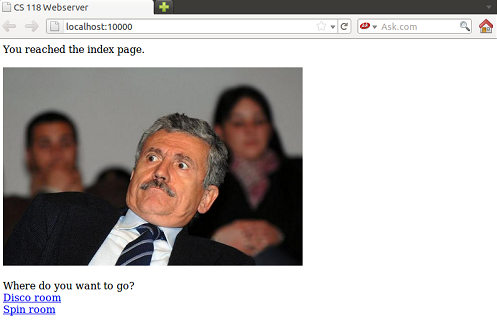 CS 118 Webserver
localhost:10000
Ask.com
You reached the index page.
Where do you want to go?
Disco room
Spin room